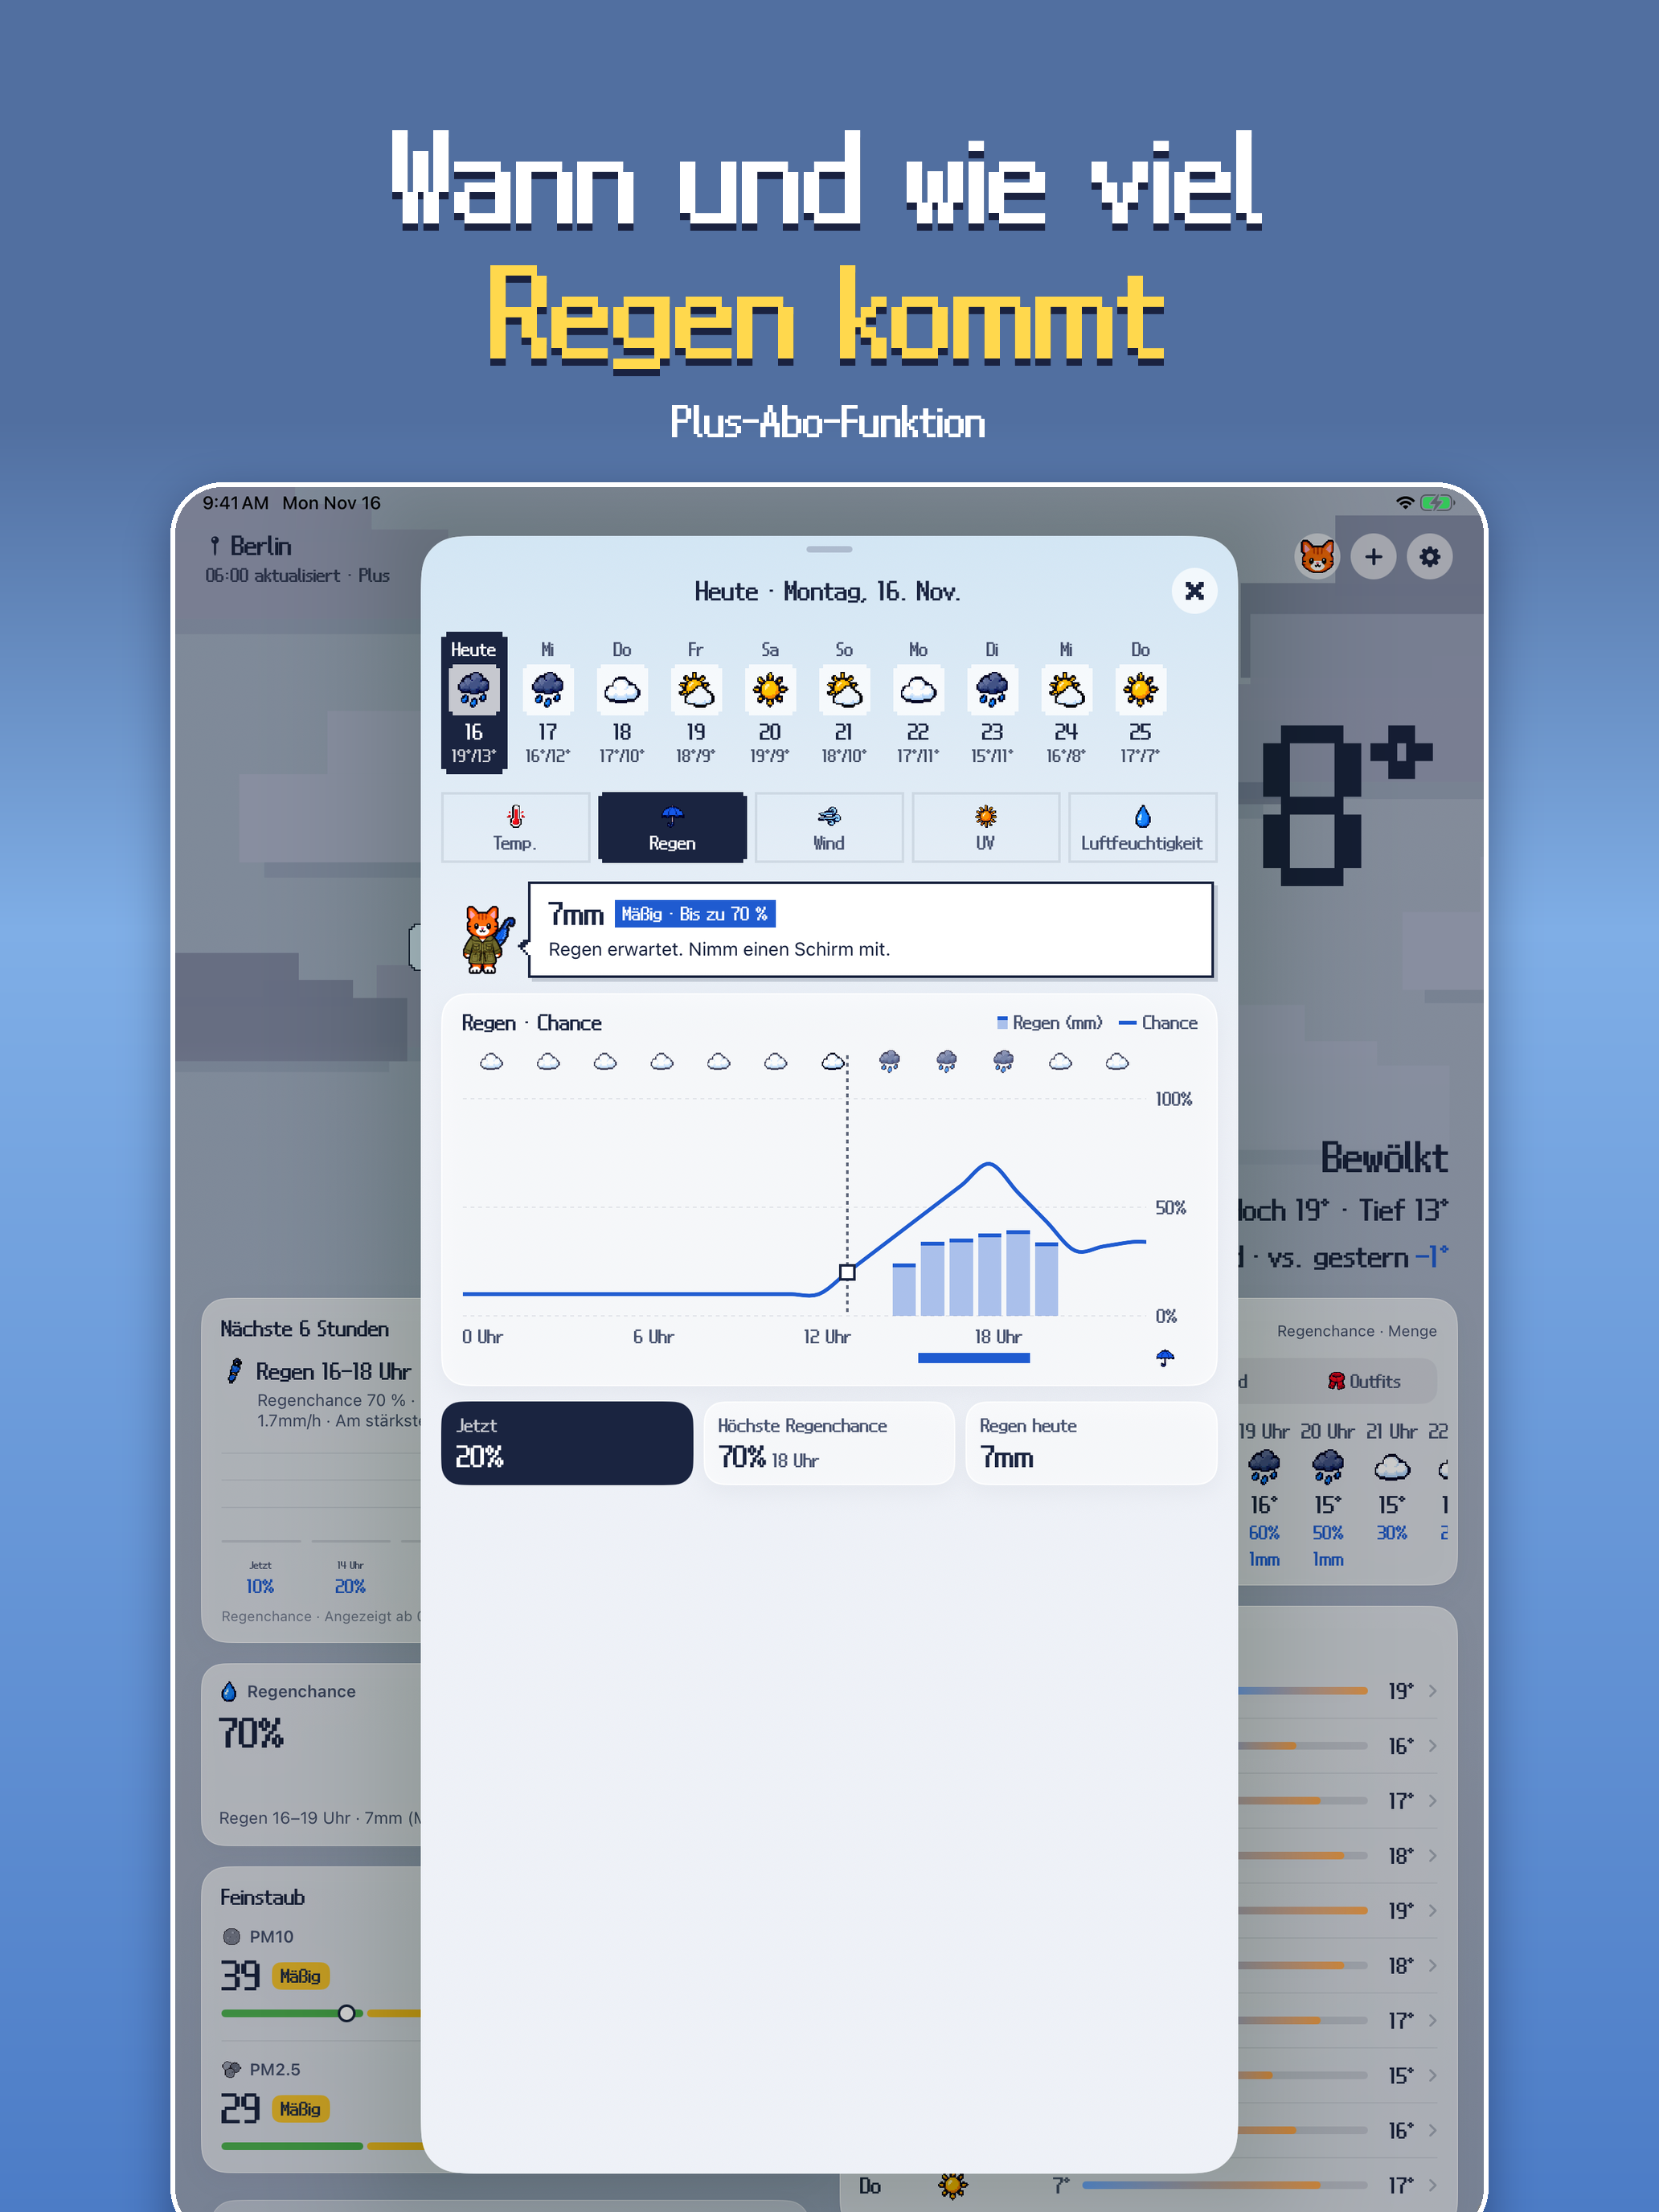 Wann und wie viel
Regen kommt
Plus-Abo-Funktion
9:41 AM Mon Nov 16
Berlin
06:00 aktualisiert · Plus
Heute · Montag, 16. Nov.
Heute Mi Do Fr Sa So Mo Di Mi Do
16 17 18 19 20 21 22 23 24 25
19°/13° 16°/12° 17°/10° 18°/9° 19°/9° 18°/10° 17°/11° 15°/11° 16°/8° 17°/7°
8°
Temp. Regen Wind UV Luftfeuchtigkeit
7mm Mäßig · Bis zu 70 %
Regen erwartet. Nimm einen Schirm mit.
Regen · Chance Regen (mm) Chance
100%
50%
0%
0 Uhr 6 Uhr 12 Uhr 18 Uhr
Jetzt
20%
Höchste Regenchance
70% 18 Uhr
Regen heute
7mm
Bewölkt
19° · Tief 13°
· vs. gestern -1°
Nächste 6 Stunden
Regen 16–18 Uhr
Regenchance 70 % ·
1.7mm/h · Am
Jetzt 14 Uhr
10% 20%
Regenchance · Angezeigt ab
Regenchance · Menge
Outfits
19 Uhr 20 Uhr 21 Uhr 22
16° 15° 15°
60% 50% 30%
1mm 1mm
Regenchance
70%
Regen 16–19 Uhr · 7mm
Feinstaub
PM10
39 Mäßig
PM2.5
29 Mäßig
19°
16°
17°
18°
19°
18°
17°
15°
16°
Do 7° 17°